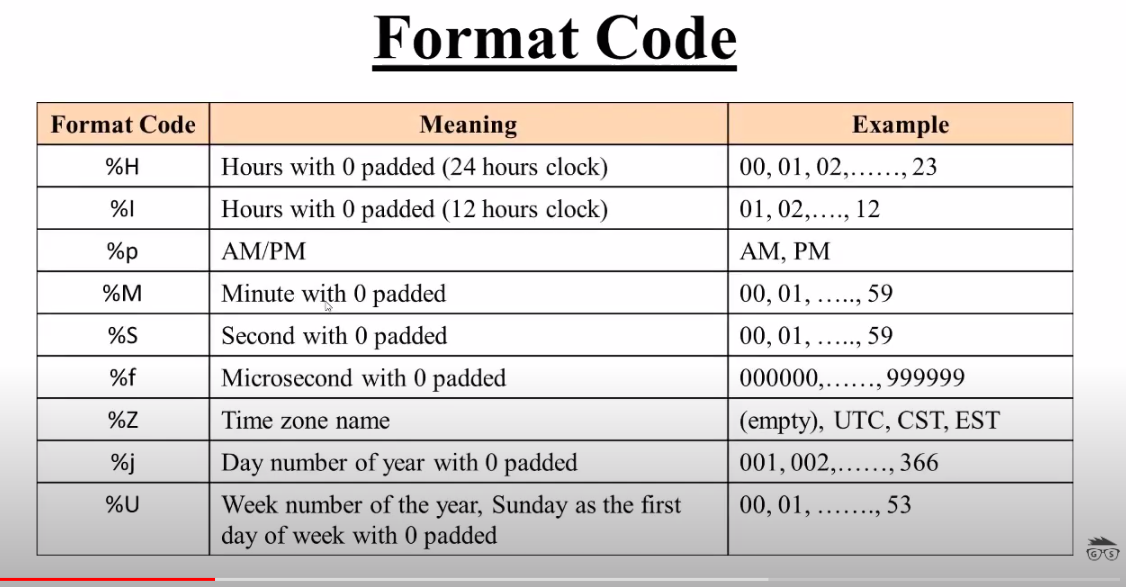 Format Code
Format Code Meaning Example
%H Hours with 0 padded (24 hours clock) 00, 01, 02,……, 23
%I Hours with 0 padded (12 hours clock) 01, 02,…., 12
%p AM/PM AM, PM
%M Minute with 0 padded 00, 01, ….., 59
%S Second with 0 padded 00, 01, ….., 59
%f Microsecond with 0 padded 000000,……, 999999
%Z Time zone name (empty), UTC, CST, EST
%j Day number of year with 0 padded 001, 002,……, 366
%U Week number of the year, Sunday as the first 00, 01, ……., 53
day of week with 0 padded
G S